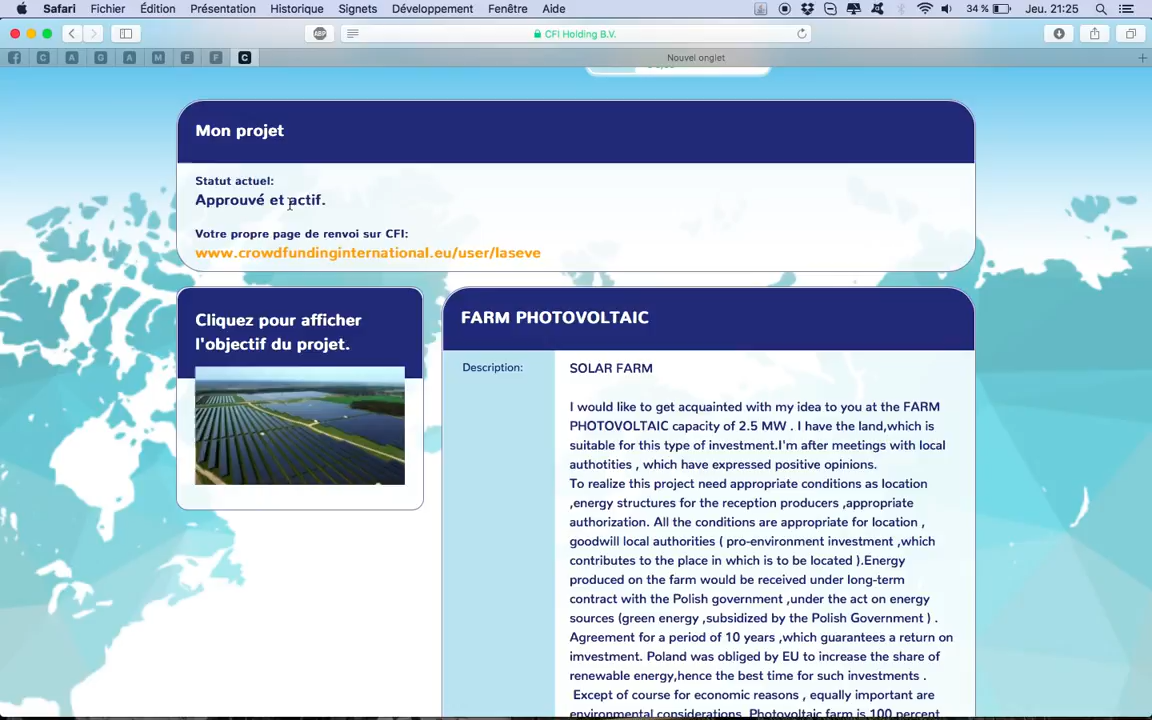 Safari Fichier Édition Présentation Historique Signets Développement Fenêtre Aide 34 % Jeu. 21:25
ABP CFI Holding B.V.
C A G A M F F C Nouvel onglet
Mon projet
Statut actuel:
Approuvé et actif.
Votre propre page de renvoi sur CFI:
www.crowdfundinginternational.eu/user/laseve
Cliquez pour afficher
l'objectif du projet.
FARM PHOTOVOLTAIC
Description: SOLAR FARM
I would like to get acquainted with my idea to you at the FARM
PHOTOVOLTAIC capacity of 2.5 MW . I have the land,which is
suitable for this type of investment.I'm after meetings with local
authotities , which have expressed positive opinions.
To realize this project need appropriate conditions as location
,energy structures for the reception producers ,appropriate
authorization. All the conditions are appropriate for location ,
goodwill local authorities ( pro-environment investment ,which
contributes to the place in which is to be located ).Energy
produced on the farm would be received under long-term
contract with the Polish government ,under the act on energy
sources (green energy ,subsidized by the Polish Government ) .
Agreement for a period of 10 years ,which guarantees a return on
imvestment. Poland was obliged by EU to increase the share of
renewable energy,hence the best time for such investments .
Except of course for economic reasons , equally important are
environmental considerations. Photovoltaic farm is 100 percent